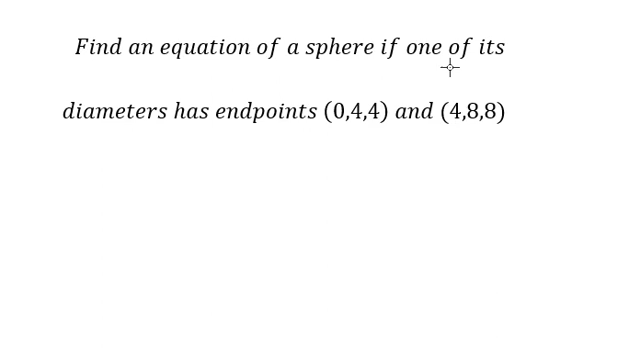 Find an equation of a sphere if one of its
diameters has endpoints (0,4,4) and (4,8,8)